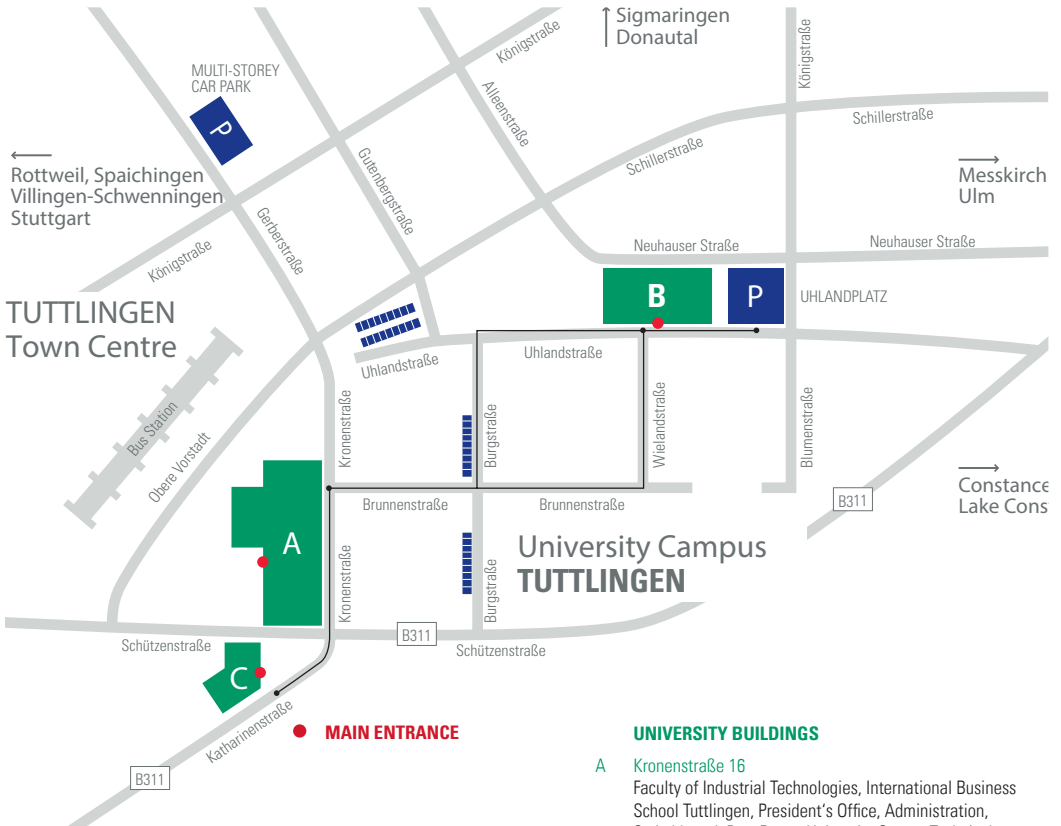 Sigmaringen
Donautal
Königstraße
Königstraße
MULTI-STOREY
CAR PARK
P
Alleenstraße
Schillerstraße
Schillerstraße
Rottweil, Spaichingen
Villingen-Schwenningen
Stuttgart
Messkirch
Ulm
Gutenbergstraße
Gerberstraße
Königstraße
Neuhauser Straße
Neuhauser Straße
B
P
UHLANDPLATZ
TUTTLINGEN
Town Centre
Uhlandstraße
Uhlandstraße
Bus Station
Obere Vorstadt
Kronenstraße
Burgstraße
Wielandstraße
Blumenstraße
Brunnenstraße
Brunnenstraße
B311
Constance
Lake Cons
A
University Campus
TUTTLINGEN
Kronenstraße
Burgstraße
B311
Schützenstraße
Schützenstraße
C
Katharinenstraße
B311
MAIN ENTRANCE
UNIVERSITY BUILDINGS
A Kronenstraße 16
Faculty of Industrial Technologies, International Business
School Tuttlingen, President‘s Office, Administration,